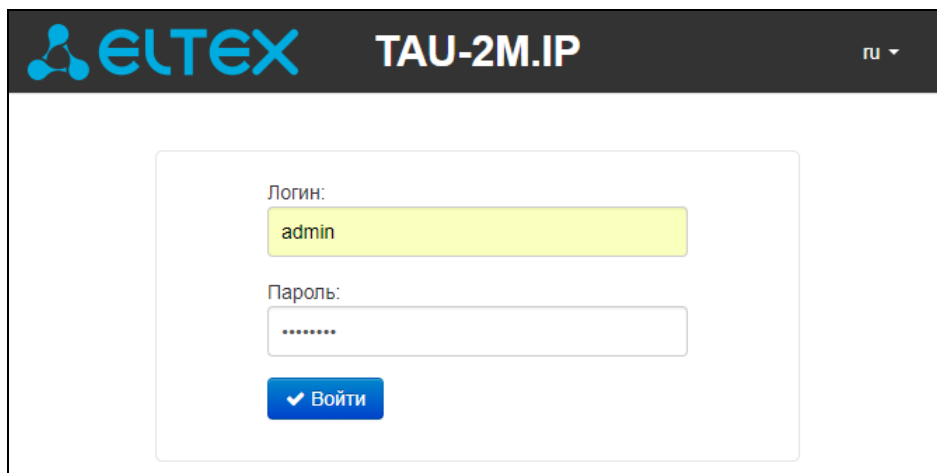 ELTEX TAU-2M.IP ru
Логин:
admin
Пароль:
••••••••
Войти